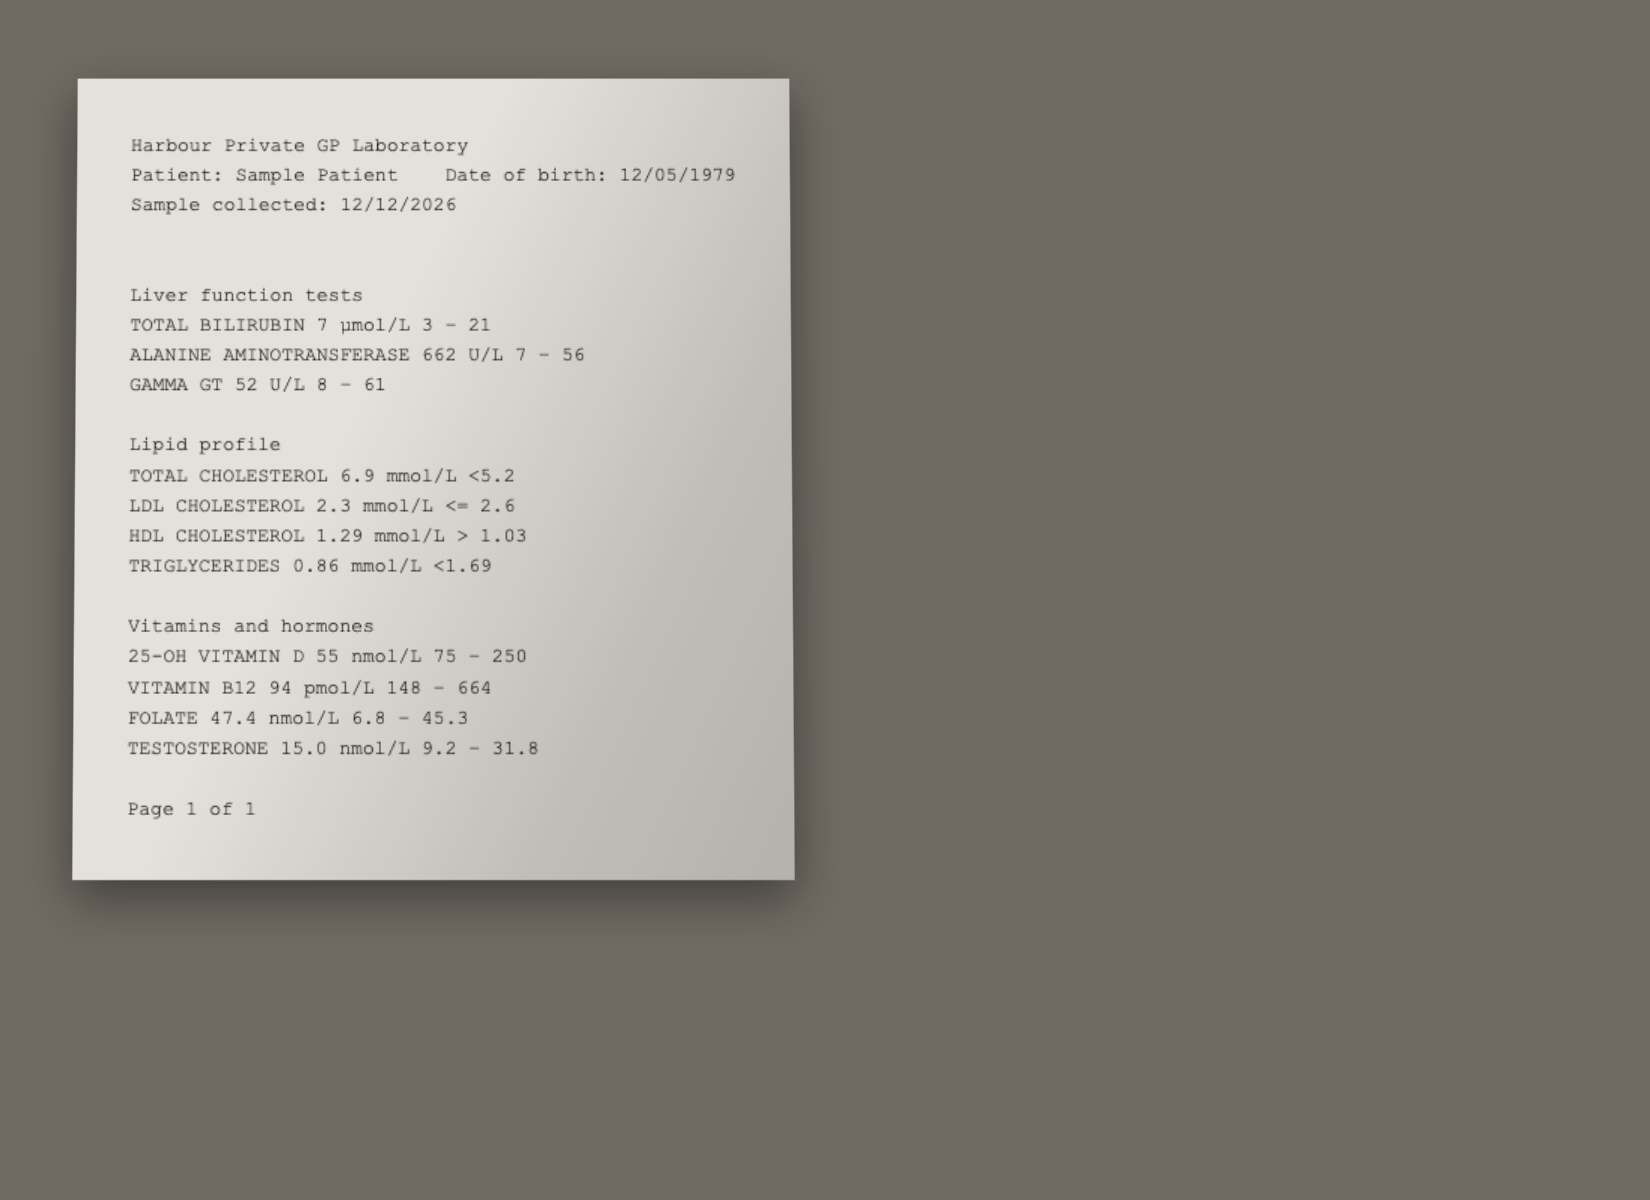 Harbour Private GP Laboratory
Patient: Sample Patient    Date of birth: 12/05/1979
Sample collected: 12/12/2026
Liver function tests
TOTAL BILIRUBIN 7 µmol/L 3 – 21
ALANINE AMINOTRANSFERASE 662 U/L 7 – 56
GAMMA GT 52 U/L 8 – 61
Lipid profile
TOTAL CHOLESTEROL 6.9 mmol/L <5.2
LDL CHOLESTEROL 2.3 mmol/L <= 2.6
HDL CHOLESTEROL 1.29 mmol/L > 1.03
TRIGLYCERIDES 0.86 mmol/L <1.69
Vitamins and hormones
25-OH VITAMIN D 55 nmol/L 75 – 250
VITAMIN B12 94 pmol/L 148 – 664
FOLATE 47.4 nmol/L 6.8 – 45.3
TESTOSTERONE 15.0 nmol/L 9.2 – 31.8
Page 1 of 1